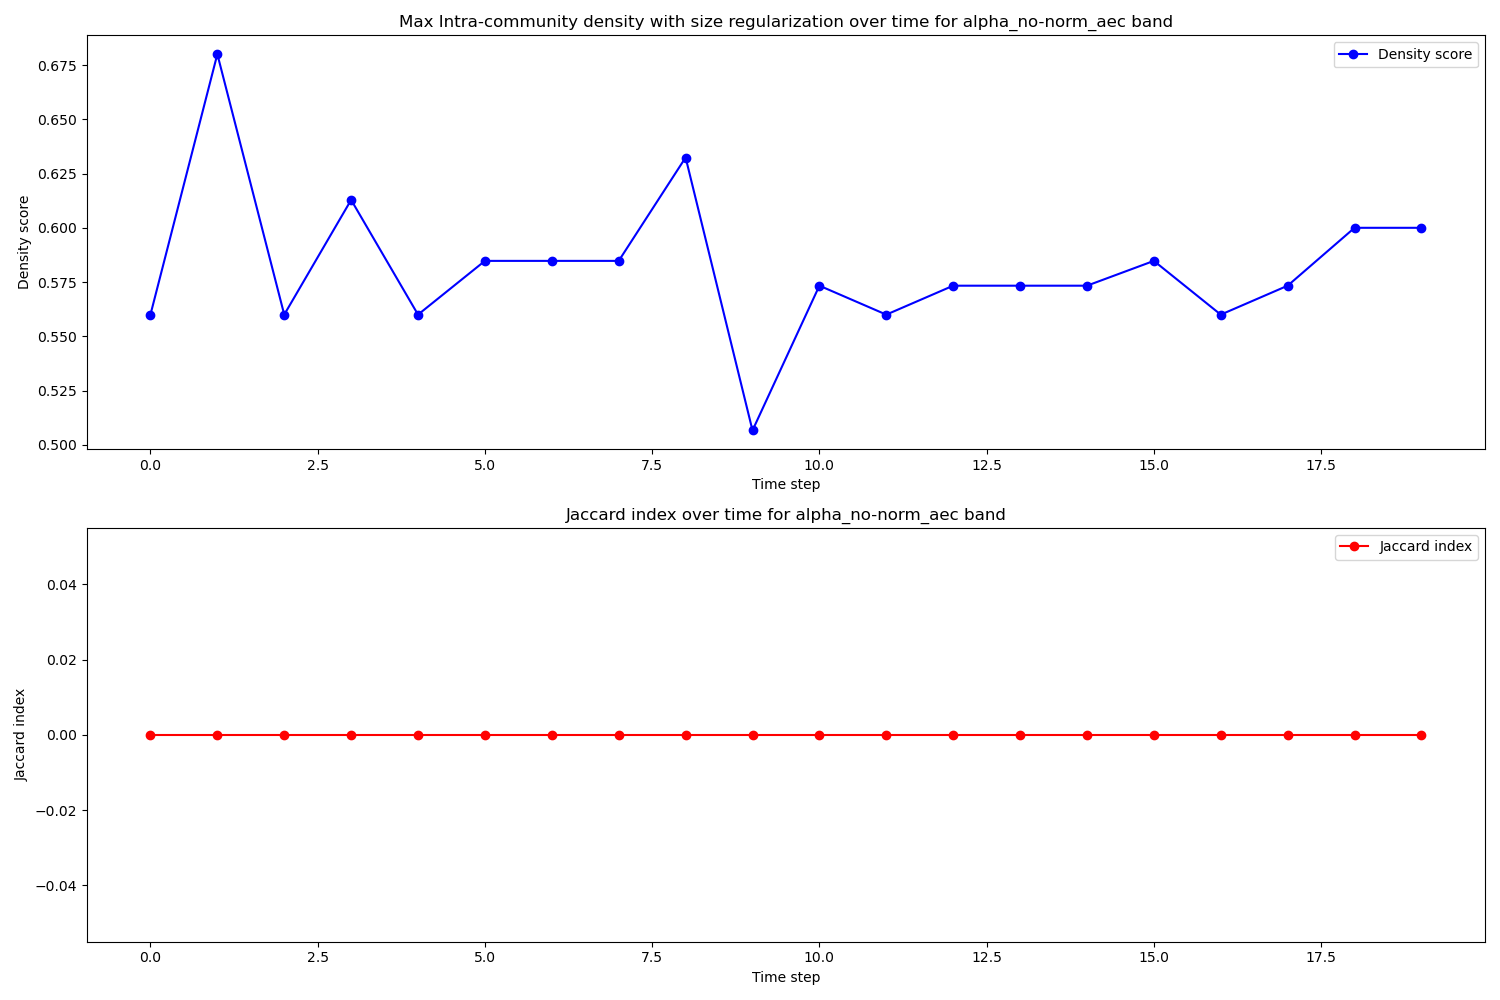 Max Intra-community density with size regularization over time for alpha_no-norm_aec band
Density score
0.675
0.650
0.625
0.600
0.575
0.550
0.525
0.500
Density score
0.0 2.5 5.0 7.5 10.0 12.5 15.0 17.5
Time step
Jaccard index over time for alpha_no-norm_aec band
Jaccard index
0.04
0.02
0.00
−0.02
−0.04
Jaccard index
0.0 2.5 5.0 7.5 10.0 12.5 15.0 17.5
Time step